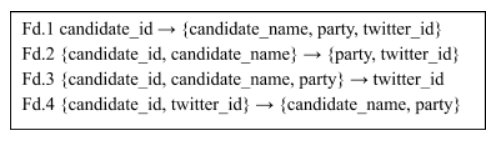 Fd.1 candidate_id → {candidate_name, party, twitter_id}
Fd.2 {candidate_id, candidate_name} → {party, twitter_id}
Fd.3 {candidate_id, candidate_name, party} → twitter_id
Fd.4 {candidate_id, twitter_id} → {candidate_name, party}